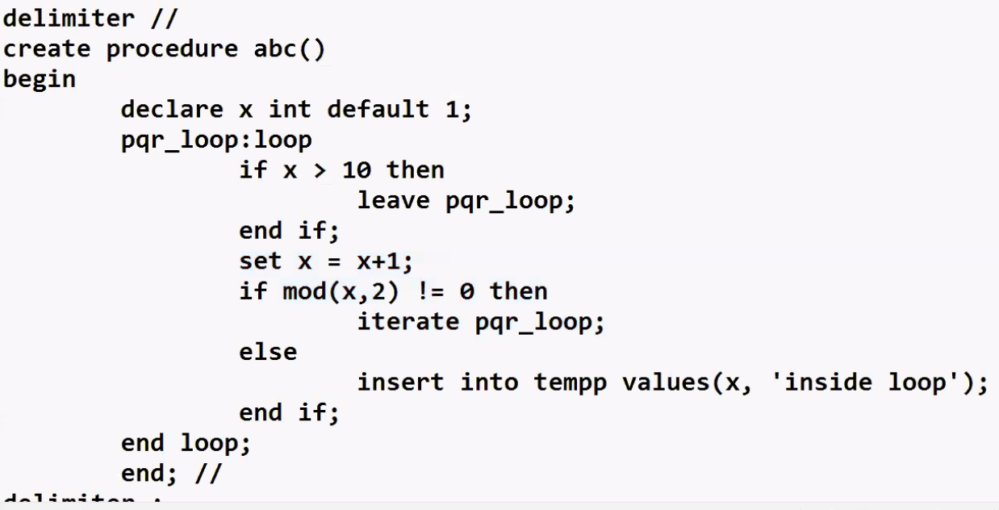 delimiter //
create procedure abc()
begin
declare x int default 1;
pqr_loop:loop
if x > 10 then
leave pqr_loop;
end if;
set x = x+1;
if mod(x,2) != 0 then
iterate pqr_loop;
else
insert into tempp values(x, 'inside loop');
end if;
end loop;
end; //
delimiter ;